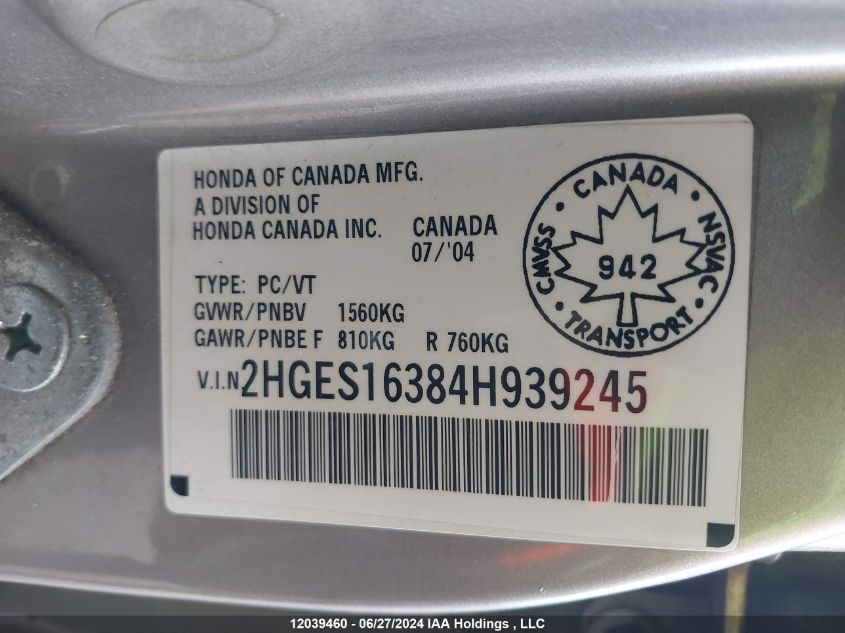 HONDA OF CANADA MFG.
A DIVISION OF
HONDA CANADA INC. CANADA
07/'04
TYPE: PC/VT
GVWR/PNBV 1560KG
GAWR/PNBE F 810KG R 760KG
V.I.N 2HGES16384H939245
CANADA
CMVSS
942
NSVAC
TRANSPORT
12039460 - 06/27/2024 IAA Holdings, LLC